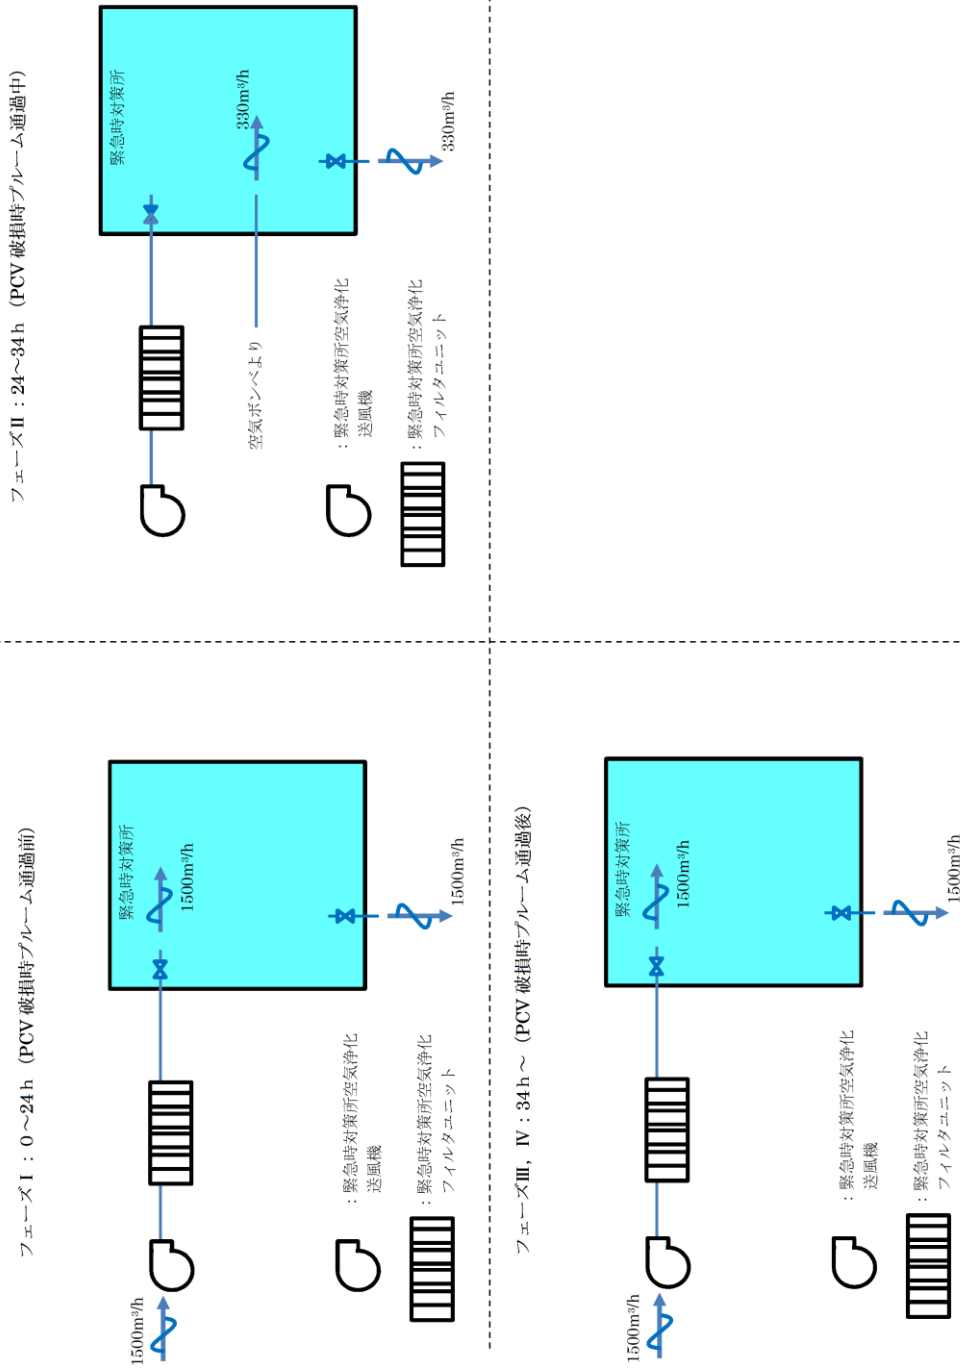 フェーズⅠ：０～24ｈ（PCV 破損時プルーム通過前）
緊急時対策所
1500m³/h
1500m³/h
1500m³/h
：緊急時対策所空気浄化
送風機
：緊急時対策所空気浄化
フィルタユニット
フェーズⅡ：24～34ｈ（PCV 破損時プルーム通過中）
緊急時対策所
330m³/h
空気ボンベより
330m³/h
：緊急時対策所空気浄化
送風機
：緊急時対策所空気浄化
フィルタユニット
フェーズⅢ，Ⅳ：34ｈ～（PCV 破損時プルーム通過後）
緊急時対策所
1500m³/h
1500m³/h
1500m³/h
：緊急時対策所空気浄化
送風機
：緊急時対策所空気浄化
フィルタユニット